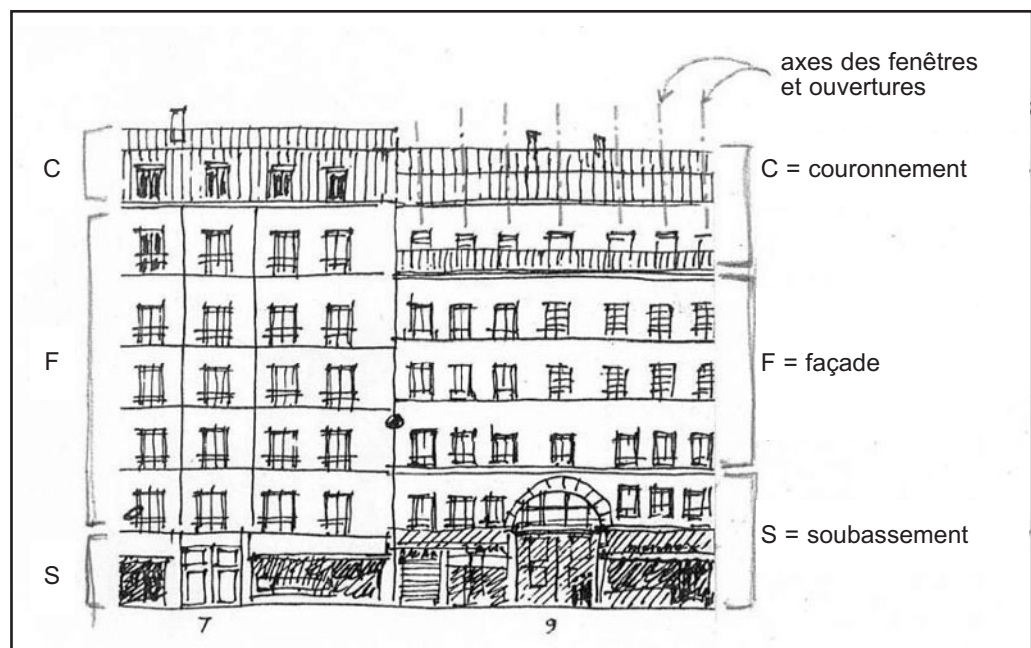 axes des fenêtres
et ouvertures
C
C = couronnement
F
F = façade
S = soubassement
S
7
9